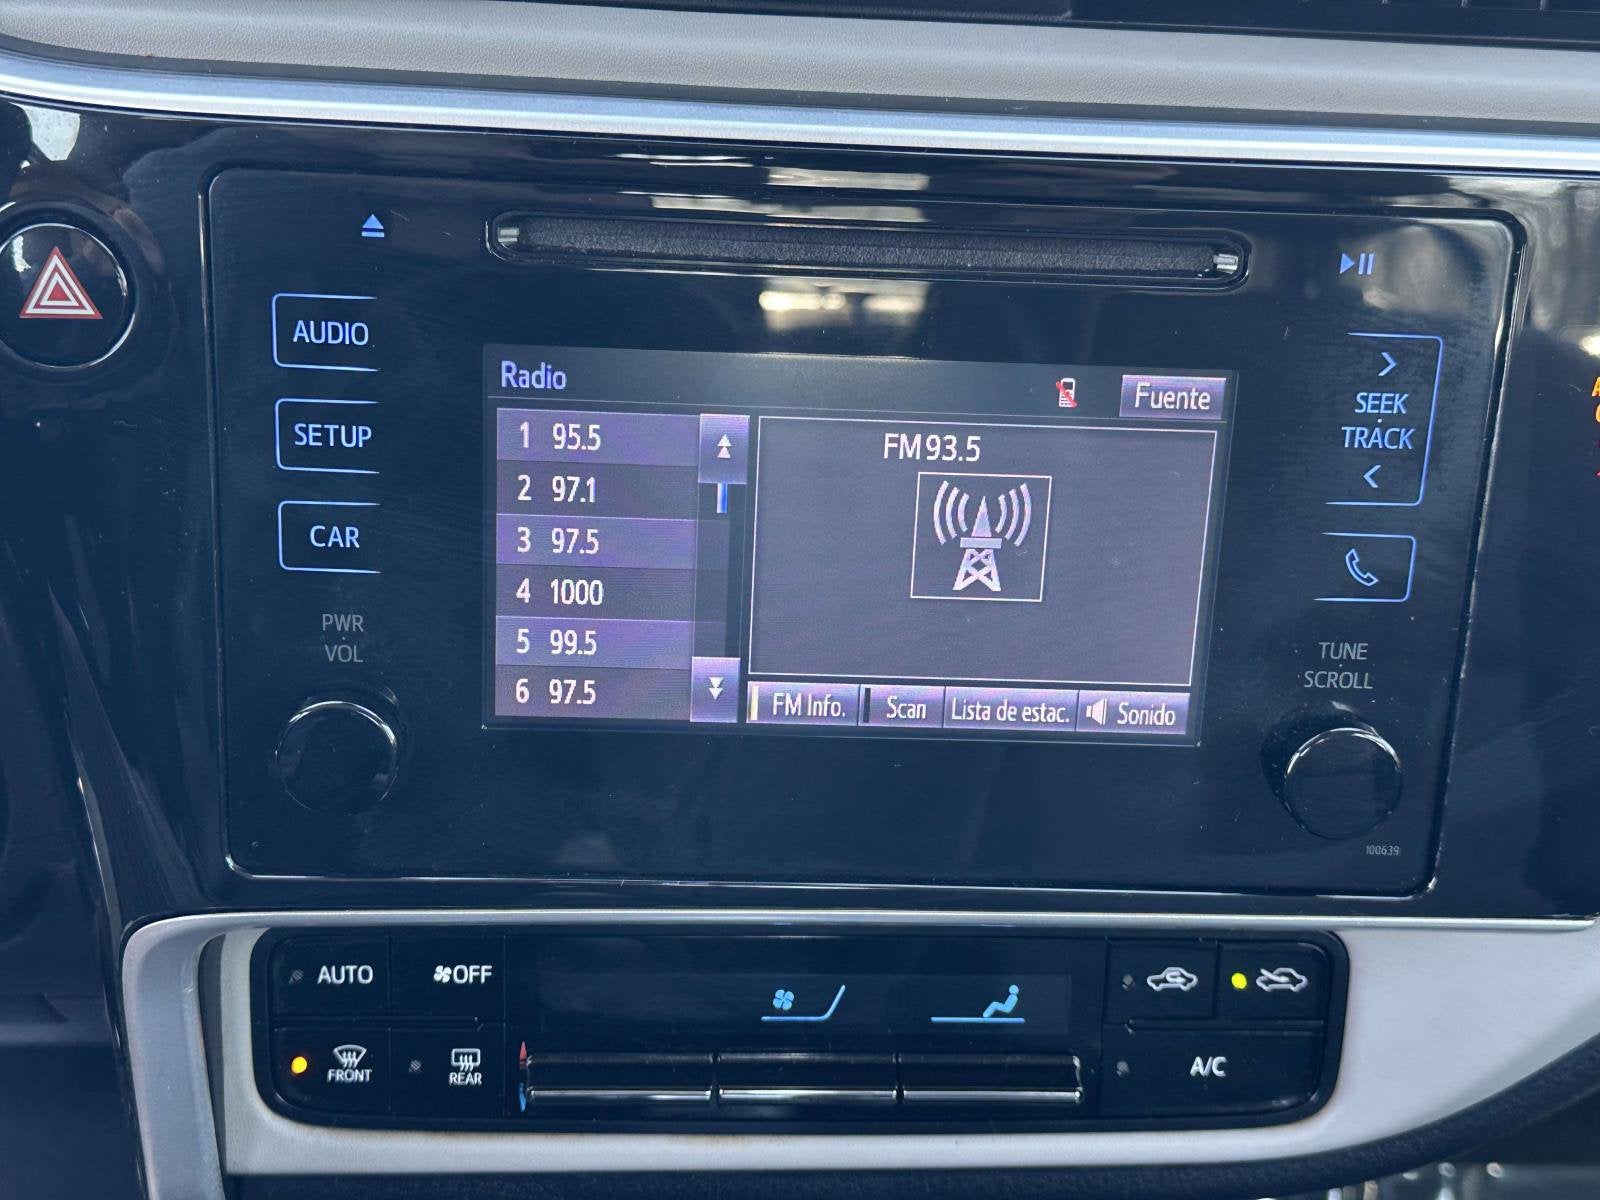 AUDIO
SETUP
CAR
PWR
VOL
Radio
Fuente
1 95.5
2 97.1
3 97.5
4 1000
5 99.5
6 97.5
FM 93.5
FM Info.
Scan
Lista de estac.
Sonido
SEEK
TRACK
TUNE
SCROLL
100639
AUTO
OFF
FRONT
REAR
A/C